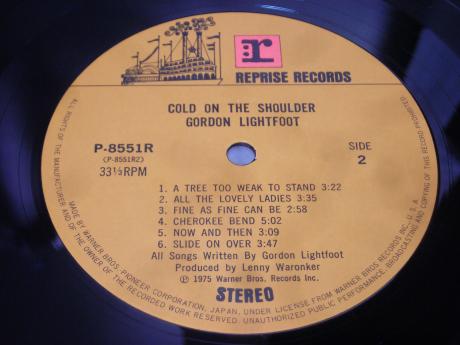 r:
REPRISE RECORDS
COLD ON THE SHOULDER
GORDON LIGHTFOOT
P-8551R
(P-8551R2)
33⅓RPM
SIDE
2
1. A TREE TOO WEAK TO STAND 3:22
2. ALL THE LOVELY LADIES 3:35
3. FINE AS FINE CAN BE 2:58
4. CHEROKEE BEND 5:02
5. NOW AND THEN 3:09
6. SLIDE ON OVER 3:47
All Songs Written By Gordon Lightfoot
Produced by Lenny Waronker
℗ 1975 Warner Bros. Records Inc.
STEREO
MADE BY WARNER BROS.-PIONEER CORPORATION, JAPAN, UNDER LICENSE FROM WARNER BROS RECORDS INC., U.S.A.
ALL RIGHTS OF THE MANUFACTURER AND OF THE OWNER OF THE RECORDED WORK RESERVED. UNAUTHORIZED PUBLIC PERFORMANCE, BROADCASTING AND COPYING OF THIS RECORD PROHIBITED